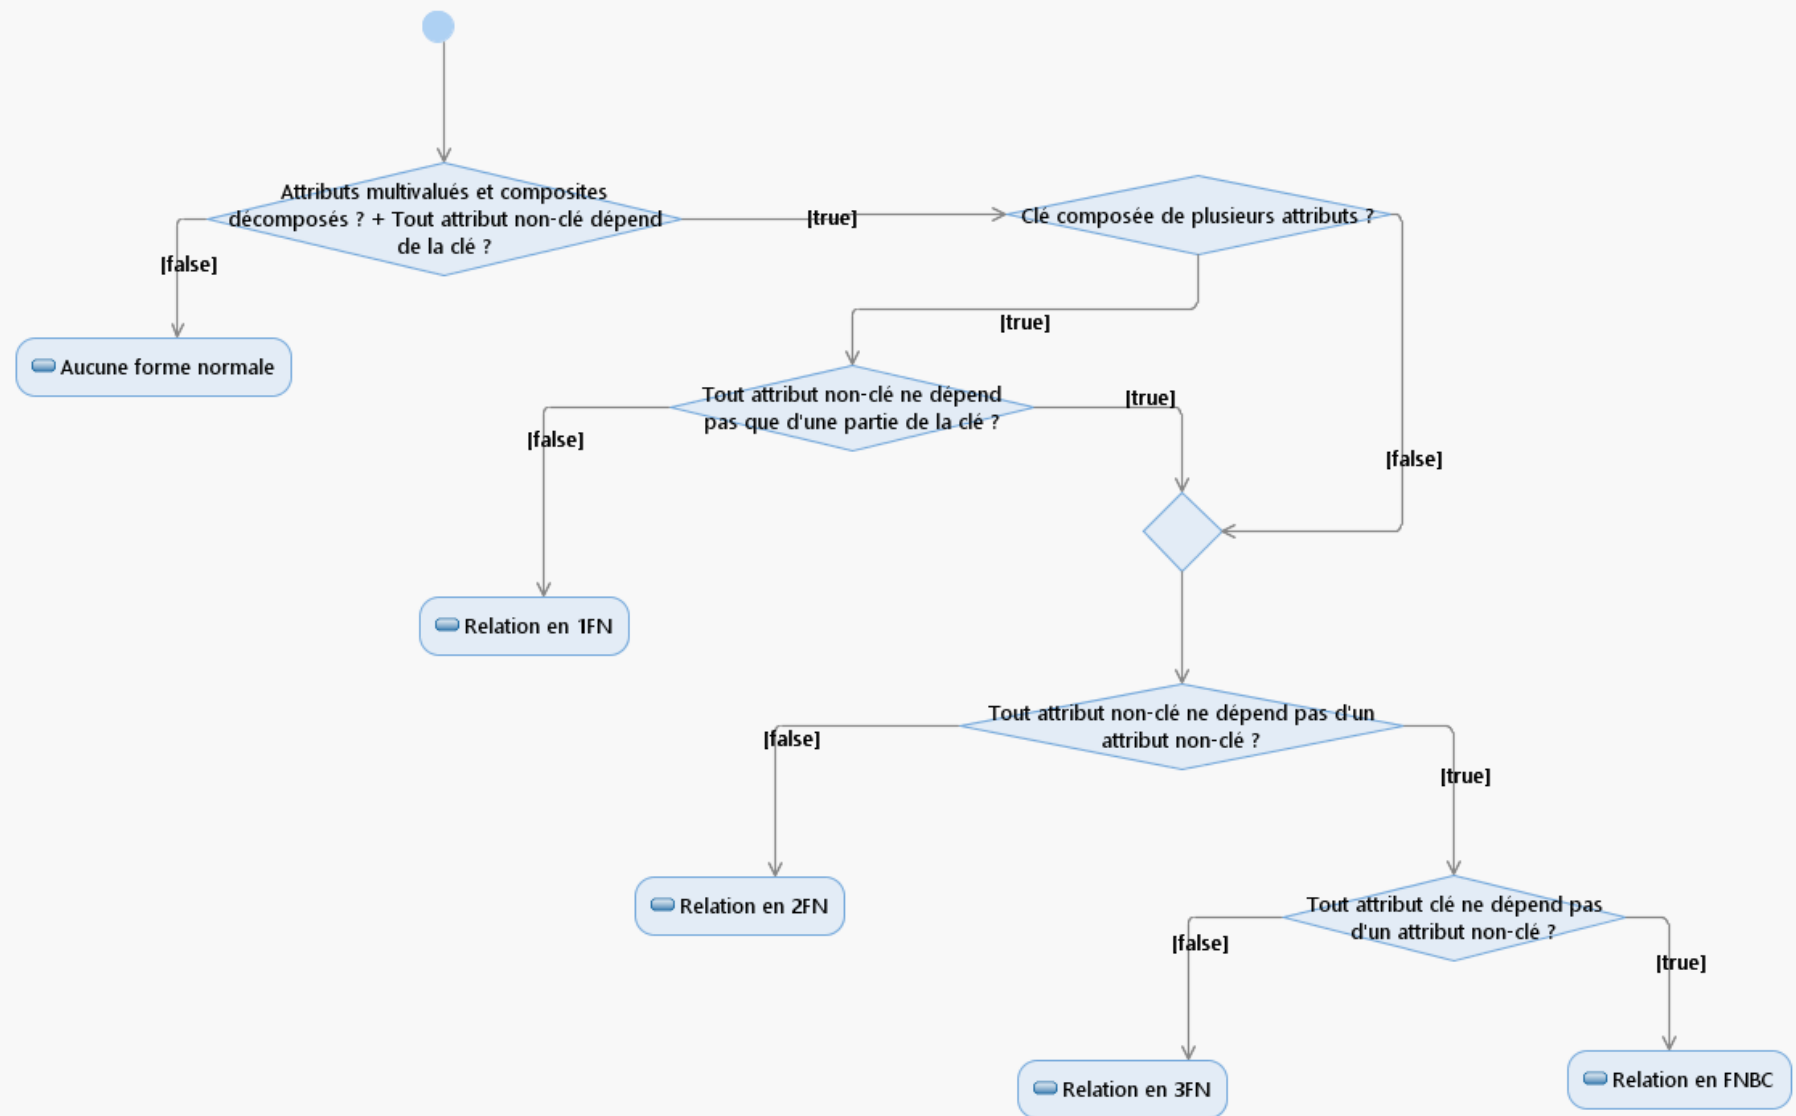 Attributs multivalués et composites
décomposés ? + Tout attribut non-clé dépend
de la clé ?
[true]
Clé composée de plusieurs attributs ?
[false]
Aucune forme normale
[true]
Tout attribut non-clé ne dépend
pas que d'une partie de la clé ?
[true]
[false]
[false]
Relation en 1FN
Tout attribut non-clé ne dépend pas d'un
attribut non-clé ?
[false]
[true]
Relation en 2FN
Tout attribut clé ne dépend pas
d'un attribut non-clé ?
[false]
[true]
Relation en 3FN
Relation en FNBC